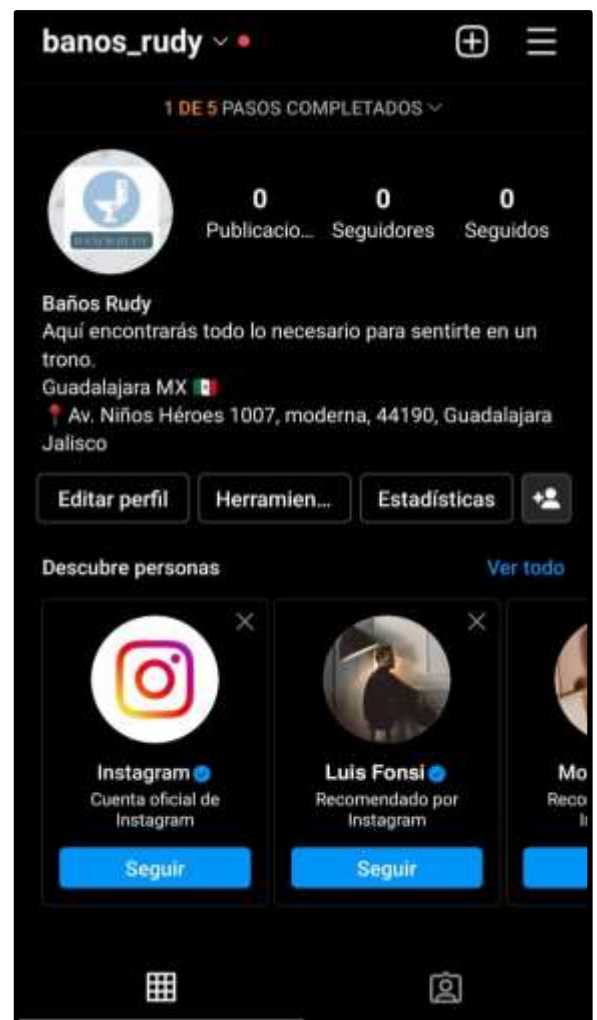 banos_rudy
1 DE 5 PASOS COMPLETADOS
0 0 0
Publicacio... Seguidores Seguidos
Baños Rudy
Aquí encontrarás todo lo necesario para sentirte en un
trono.
Guadalajara MX 🇲🇽
📍Av. Niños Héroes 1007, moderna, 44190, Guadalajara
Jalisco
Editar perfil Herramien... Estadísticas
Descubre personas Ver todo
Instagram Luis Fonsi Mo
Cuenta oficial de Recomendado por Reco
Instagram Instagram
Seguir Seguir